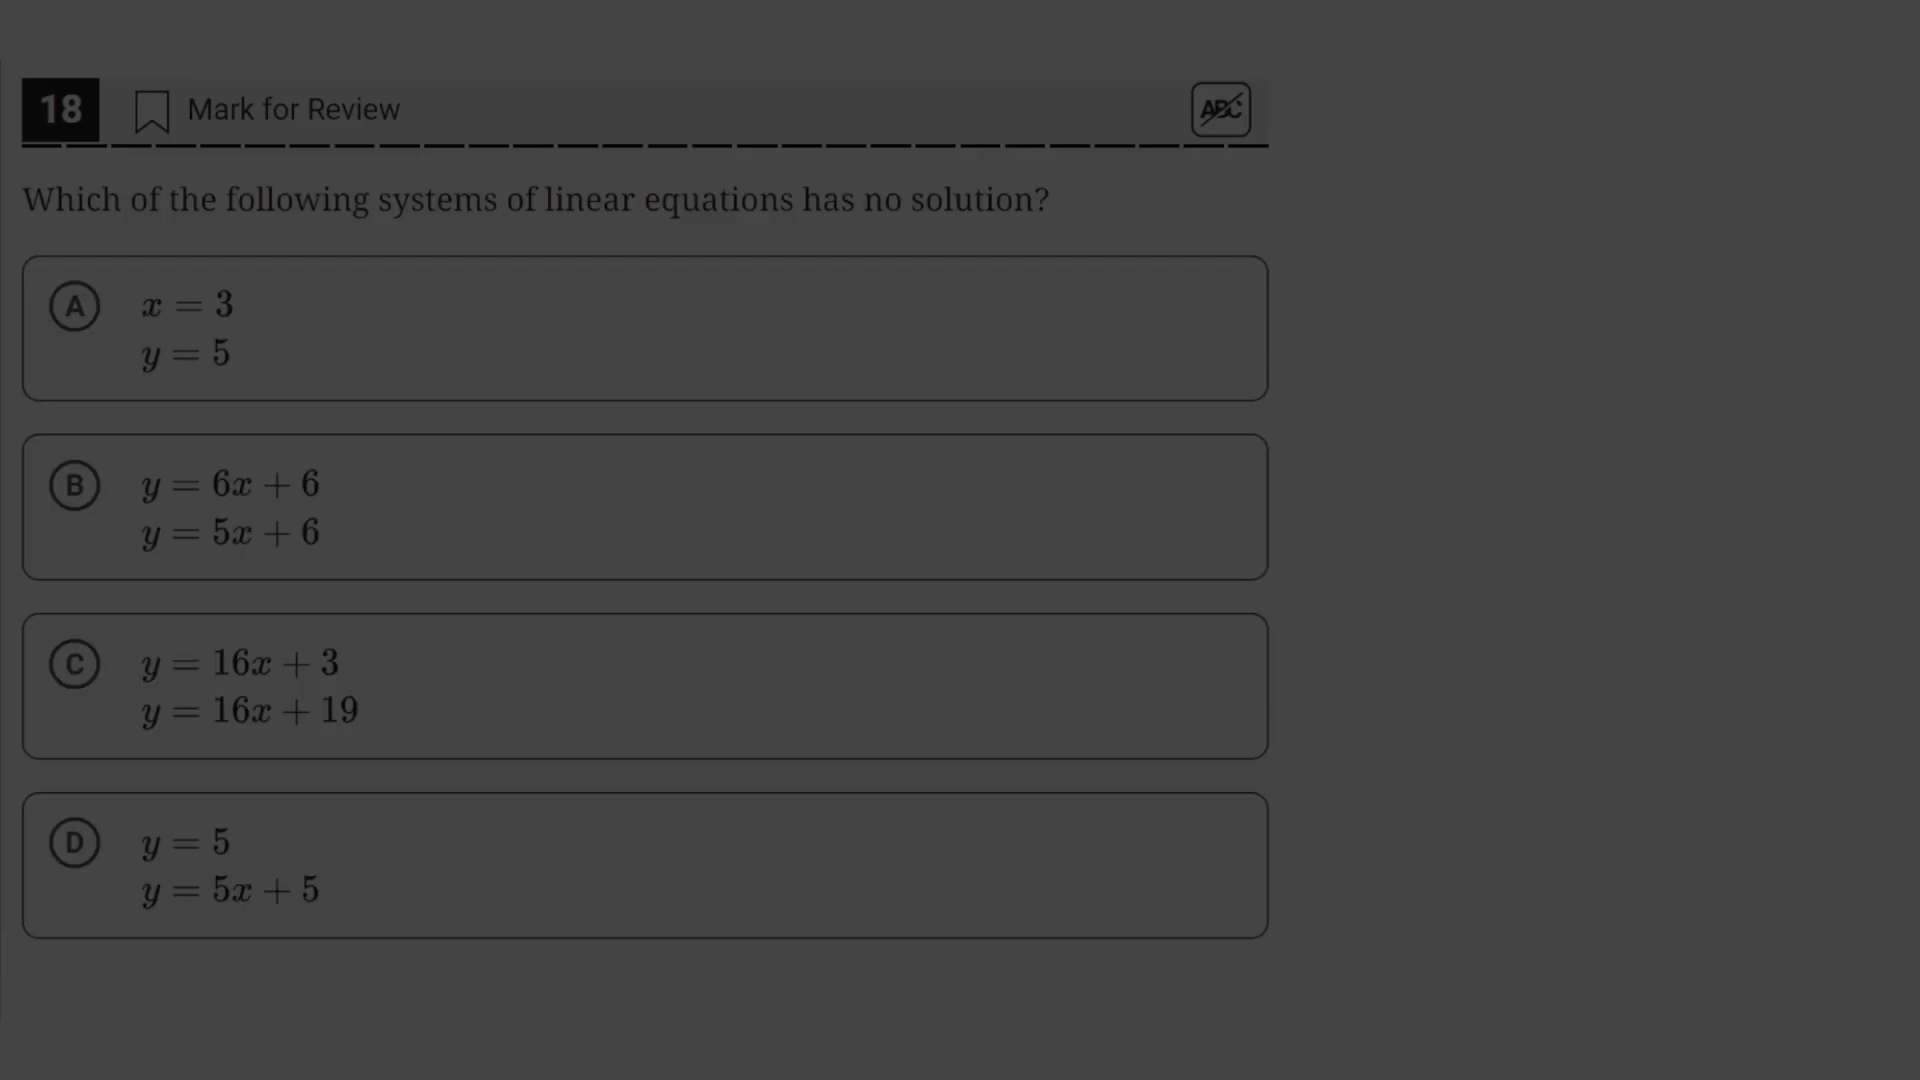 18 Mark for Review ABC
Which of the following systems of linear equations has no solution?
A x = 3
y = 5
B y = 6x + 6
y = 5x + 6
C y = 16x + 3
y = 16x + 19
D y = 5
y = 5x + 5